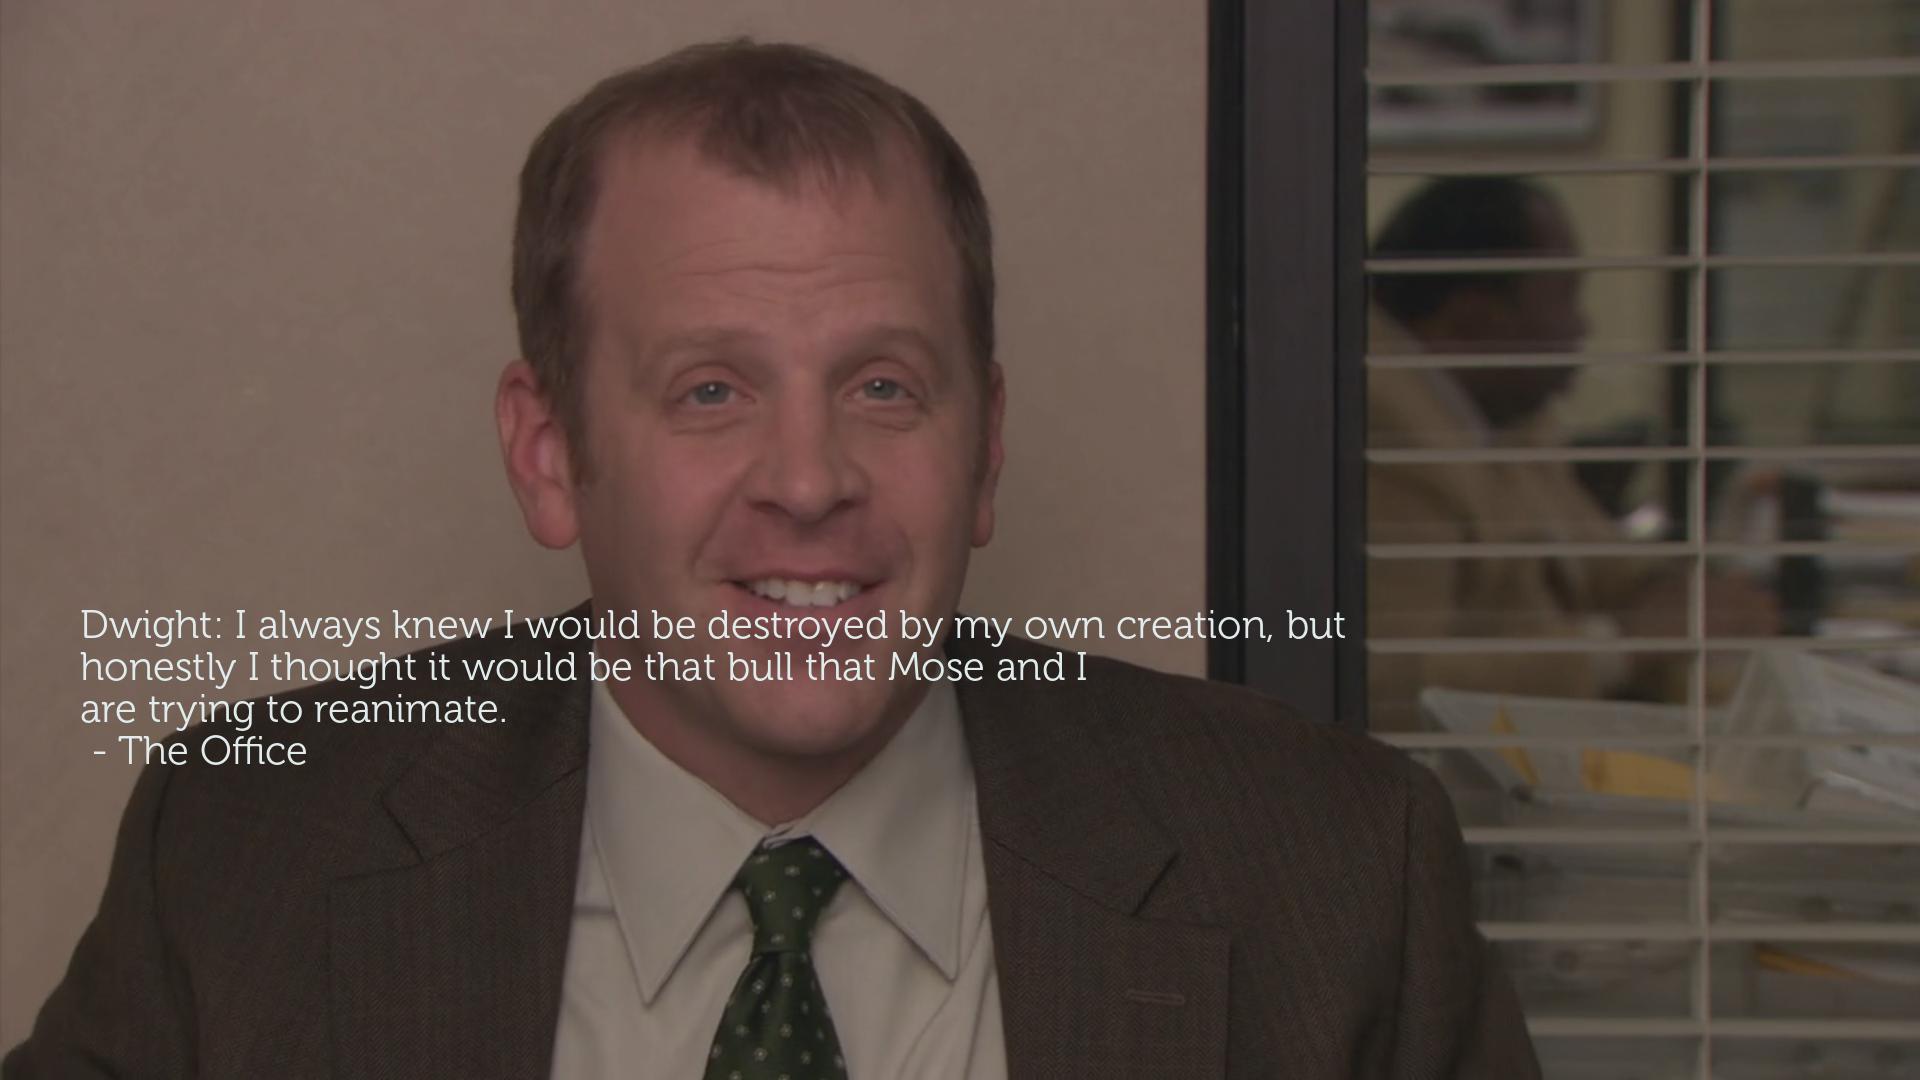 Dwight: I always knew I would be destroyed by my own creation, but
honestly I thought it would be that bull that Mose and I
are trying to reanimate.
- The Office